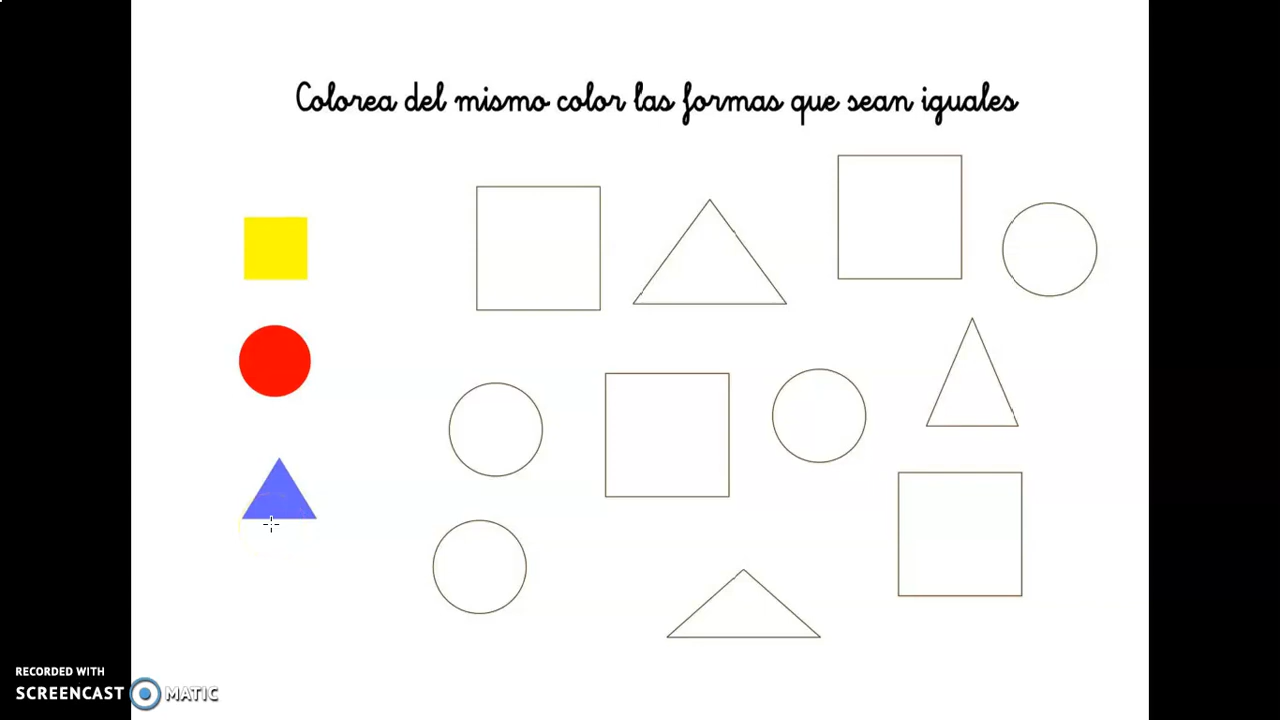 Colorea del mismo color las formas que sean iguales
RECORDED WITH
SCREENCAST MATIC